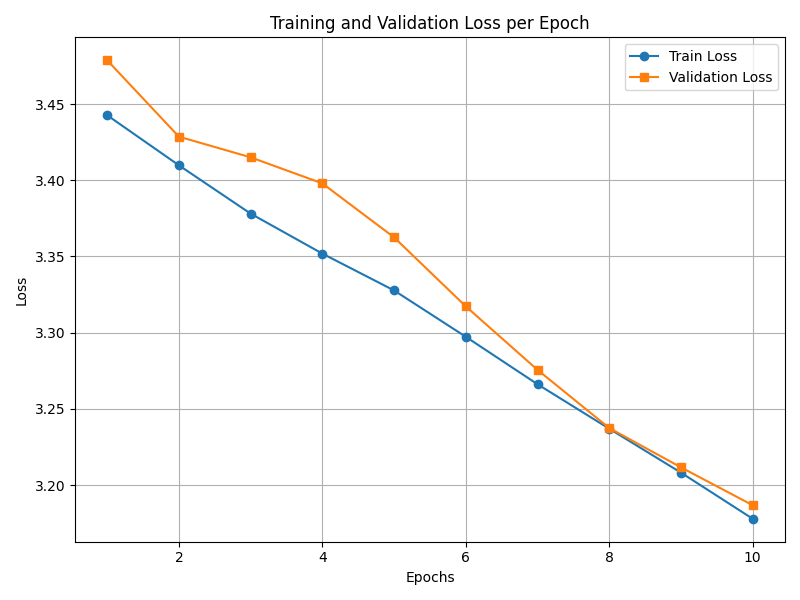 Training and Validation Loss per Epoch
Train Loss
Validation Loss
3.45
3.40
3.35
3.30
3.25
3.20
Loss
2 4 6 8 10
Epochs